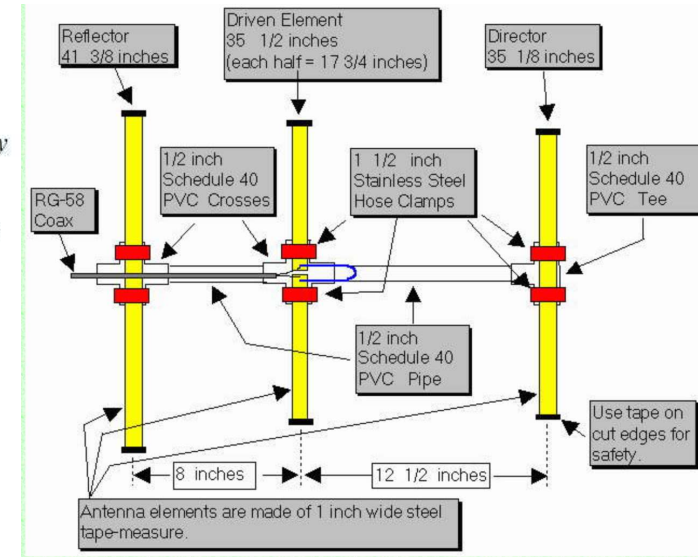 Reflector
41 3/8 inches
Driven Element
35 1/2 inches
(each half = 17 3/4 inches)
Director
35 1/8 inches
1/2 inch
Schedule 40
PVC Crosses
1 1/2 inch
Stainless Steel
Hose Clamps
1/2 inch
Schedule 40
PVC Tee
RG-58
Coax
1/2 inch
Schedule 40
PVC Pipe
Use tape on
cut edges for
safety.
8 inches
12 1/2 inches
Antenna elements are made of 1 inch wide steel
tape-measure.